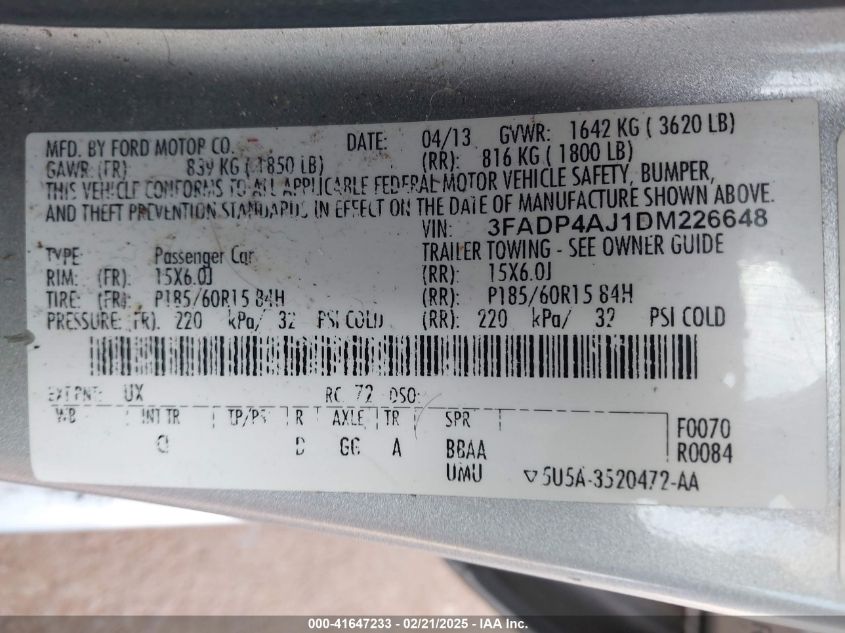 MFD. BY FORD MOTOR CO. DATE: 04/13 GVWR: 1642 KG ( 3620 LB)
GAWR: (FR) 839 KG ( 1850 LB) (RR): 816 KG ( 1800 LB)
THIS VEHICLE CONFORMS TO ALL APPLICABLE FEDERAL MOTOR VEHICLE SAFETY, BUMPER,
AND THEFT PREVENTION STANDARDS IN EFFECT ON THE DATE OF MANUFACTURE SHOWN ABOVE.
VIN: 3FADP4AJ1DM226648
TYPE: Passenger Car TRAILER TOWING - SEE OWNER GUIDE
RIM: (FR): 15X6.0J (RR): 15X6.0J
TIRE: (FR): P185/60R15 84H (RR): P185/60R15 84H
PRESSURE: (FR): 220 kPa/ 32 PSI COLD (RR): 220 kPa/ 32 PSI COLD
EXT PNT: UX RC: 72 DSO:
WB INT TR TP/PS R AXLE TR SPR F0070
GG A BBAA R0084
UMU ▽5U5A-3520472-AA
000-41647233 - 02/21/2025 - IAA Inc.